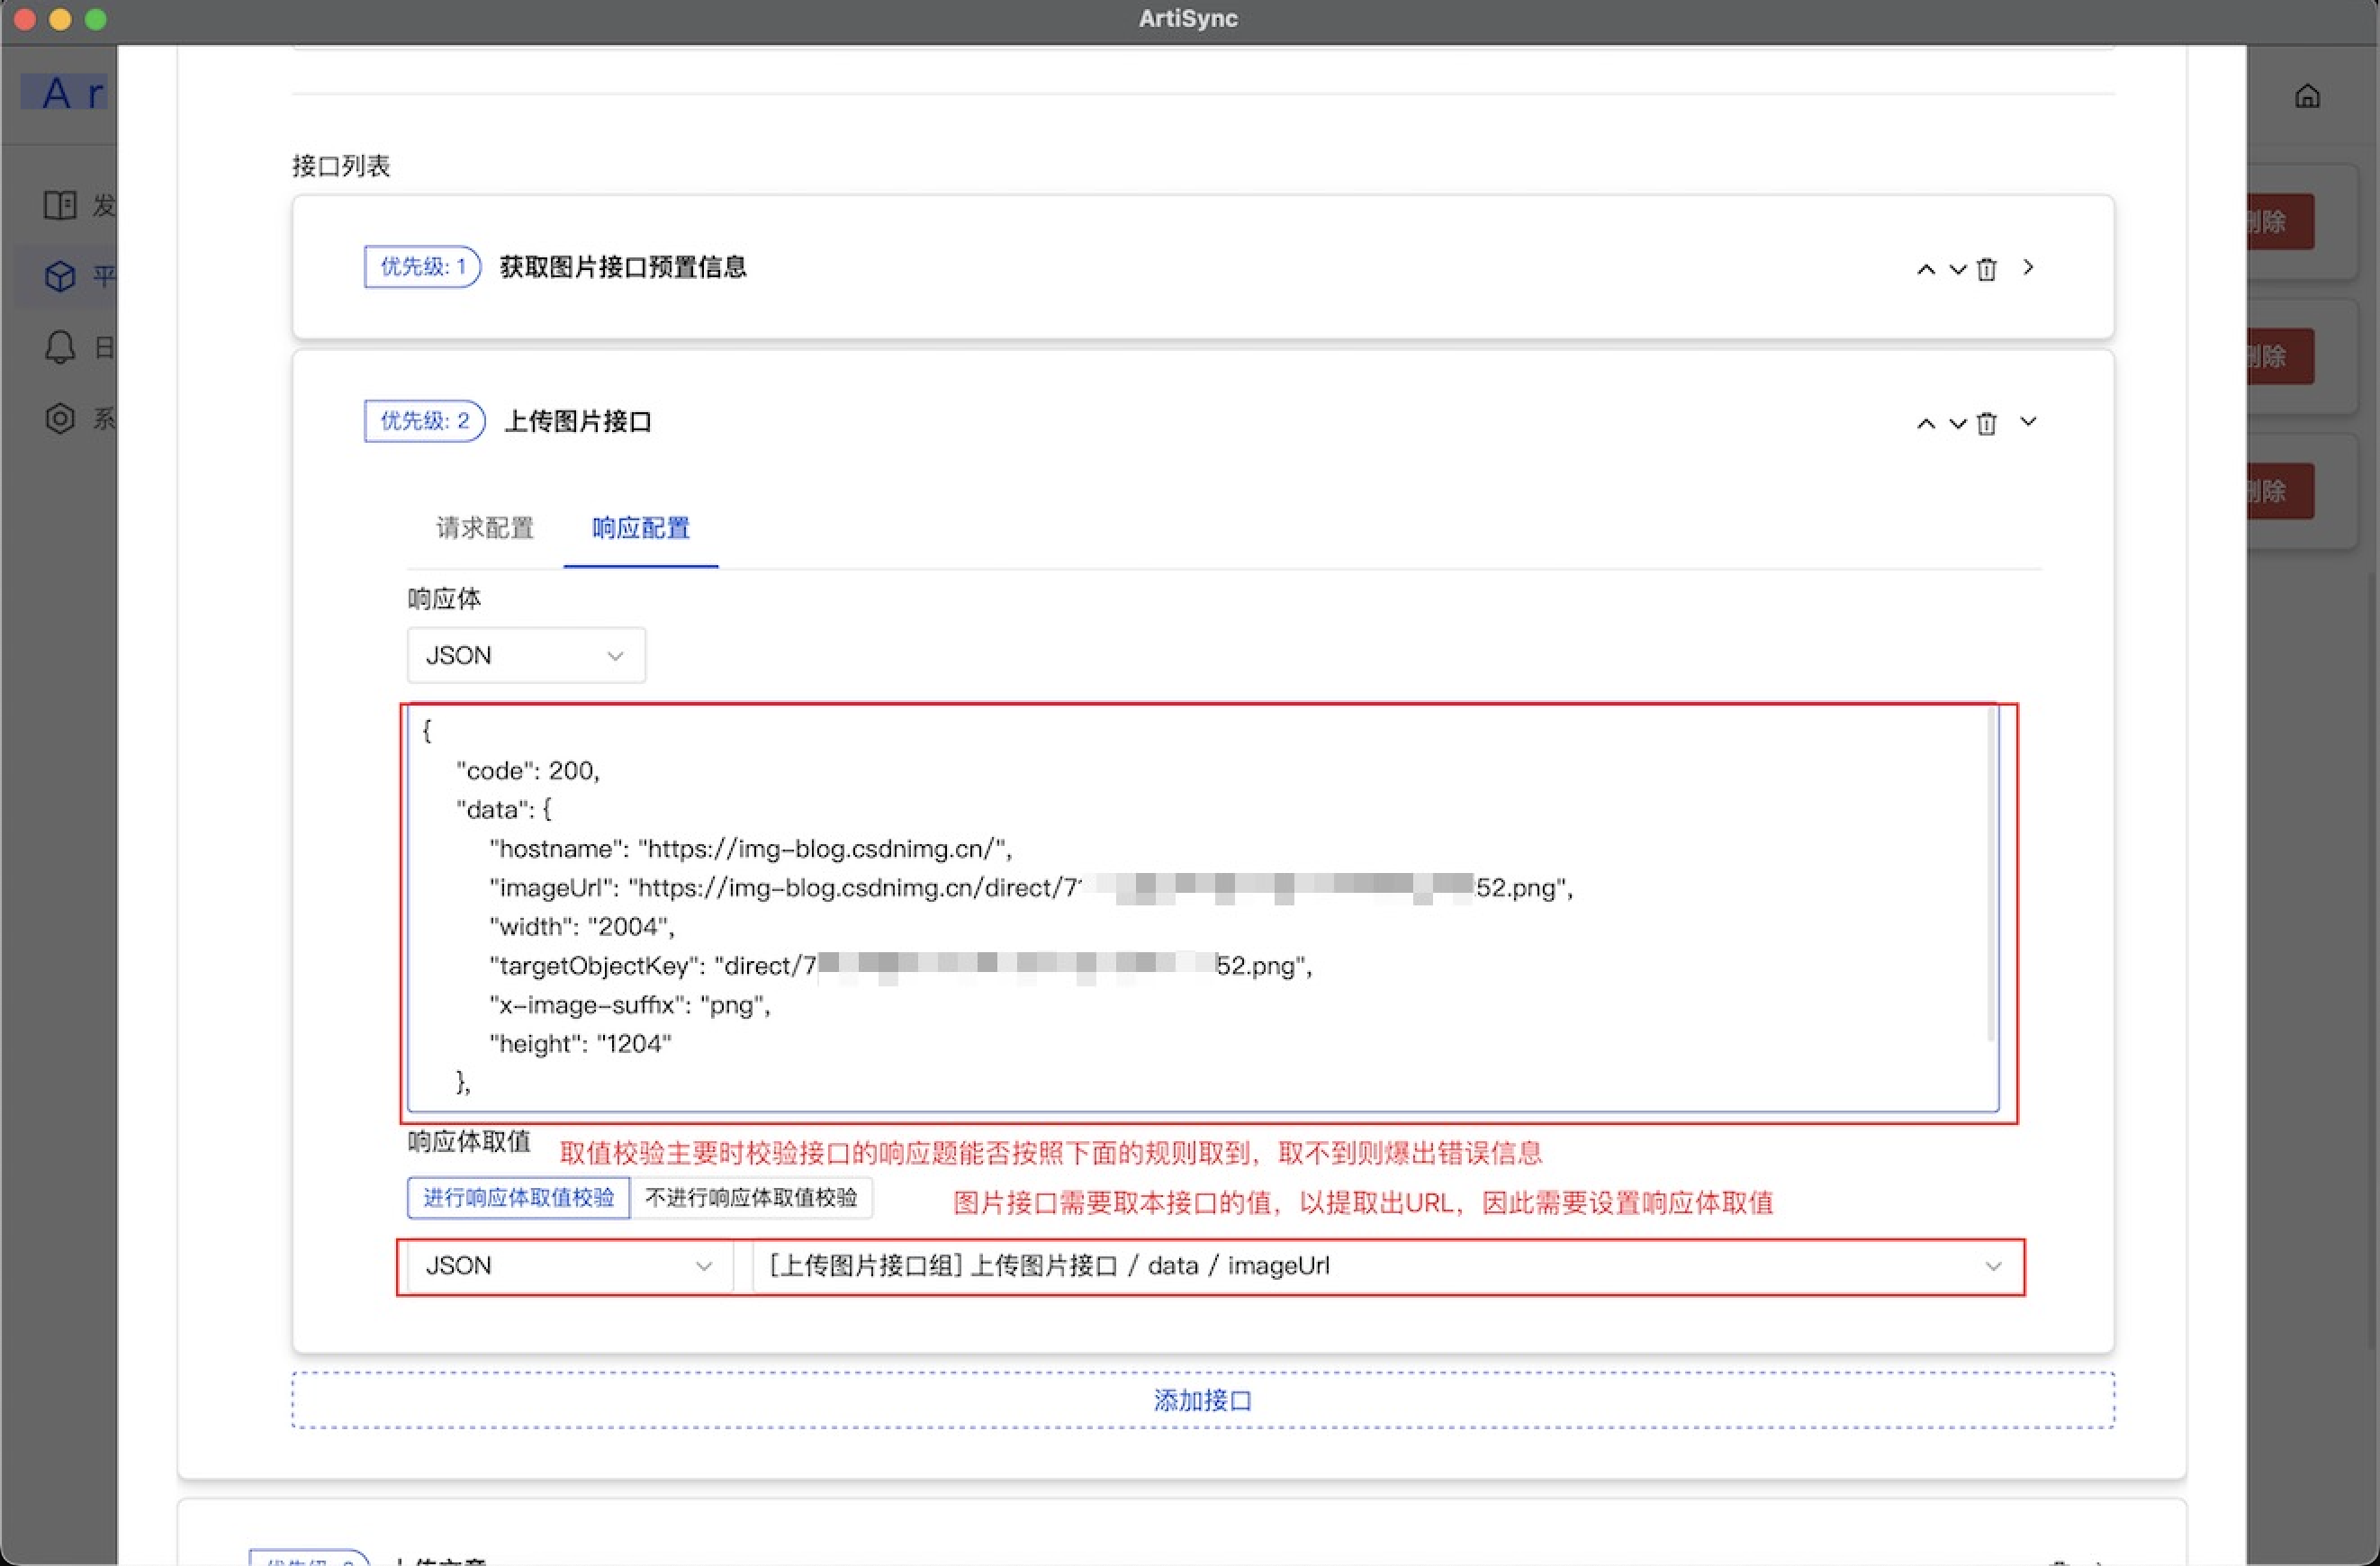 ArtiSync
Ar
发
平
日
系
删除
删除
删除
接口列表
优先级: 1 获取图片接口预置信息
优先级: 2 上传图片接口
请求配置 响应配置
响应体
JSON
{
"code": 200,
"data": {
"hostname": "https://img-blog.csdnimg.cn/",
"imageUrl": "https://img-blog.csdnimg.cn/direct/7 52.png",
"width": "2004",
"targetObjectKey": "direct/7 52.png",
"x-image-suffix": "png",
"height": "1204"
},
响应体取值 取值校验主要时校验接口的响应题能否按照下面的规则取到，取不到则爆出错误信息
进行响应体取值校验 不进行响应体取值校验 图片接口需要取本接口的值，以提取出URL，因此需要设置响应体取值
JSON [上传图片接口组] 上传图片接口 / data / imageUrl
添加接口